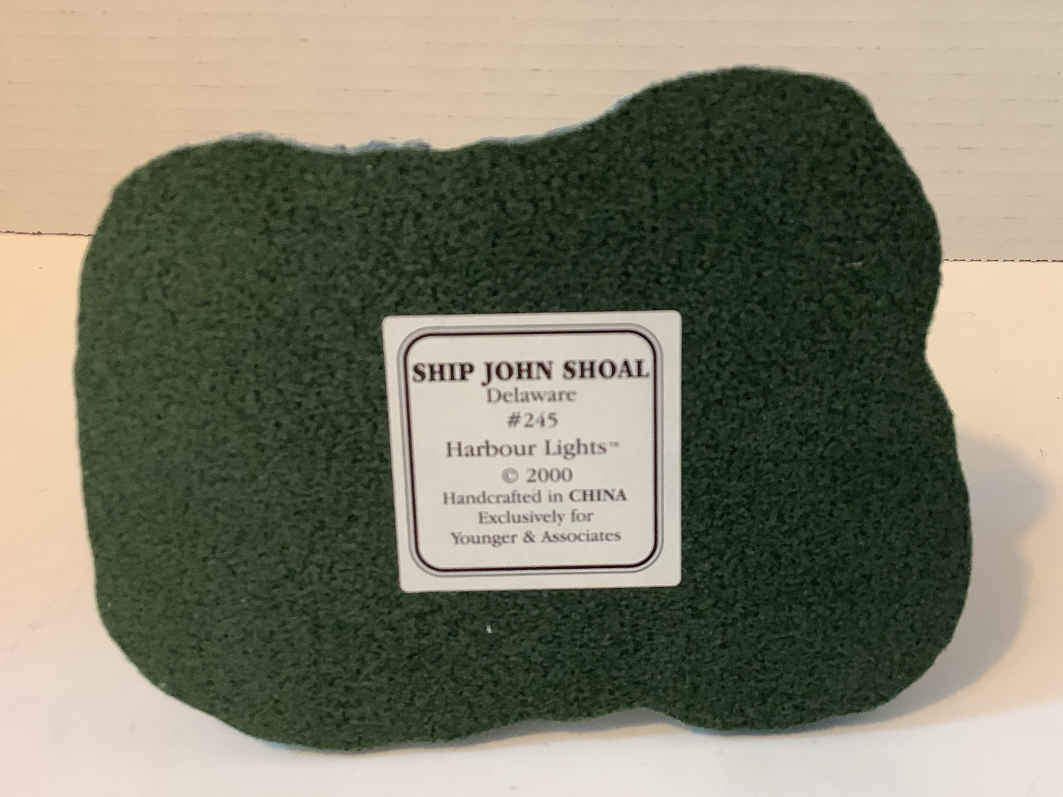 SHIP JOHN SHOAL
Delaware
#245
Harbour Lights™
© 2000
Handcrafted in CHINA
Exclusively for
Younger & Associates